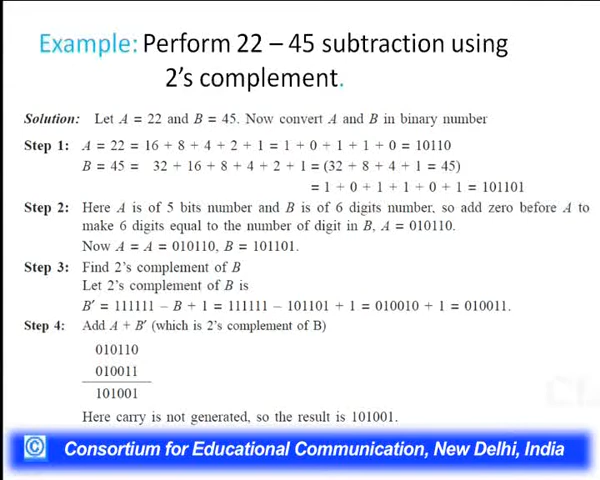 Example: Perform 22 – 45 subtraction using
2's complement.
Solution: Let A = 22 and B = 45. Now convert A and B in binary number
Step 1: A = 22 = 16 + 8 + 4 + 2 + 1 = 1 + 0 + 1 + 1 + 0 = 10110
B = 45 = 32 + 16 + 8 + 4 + 2 + 1 = (32 + 8 + 4 + 1 = 45)
= 1 + 0 + 1 + 1 + 0 + 1 = 101101
Step 2: Here A is of 5 bits number and B is of 6 digits number, so add zero before A to
make 6 digits equal to the number of digit in B, A = 010110.
Now A = A = 010110, B = 101101.
Step 3: Find 2's complement of B
Let 2's complement of B is
B' = 111111 – B + 1 = 111111 – 101101 + 1 = 010010 + 1 = 010011.
Step 4: Add A + B' (which is 2's complement of B)
010110
010011
101001
Here carry is not generated, so the result is 101001.
© Consortium for Educational Communication, New Delhi, India